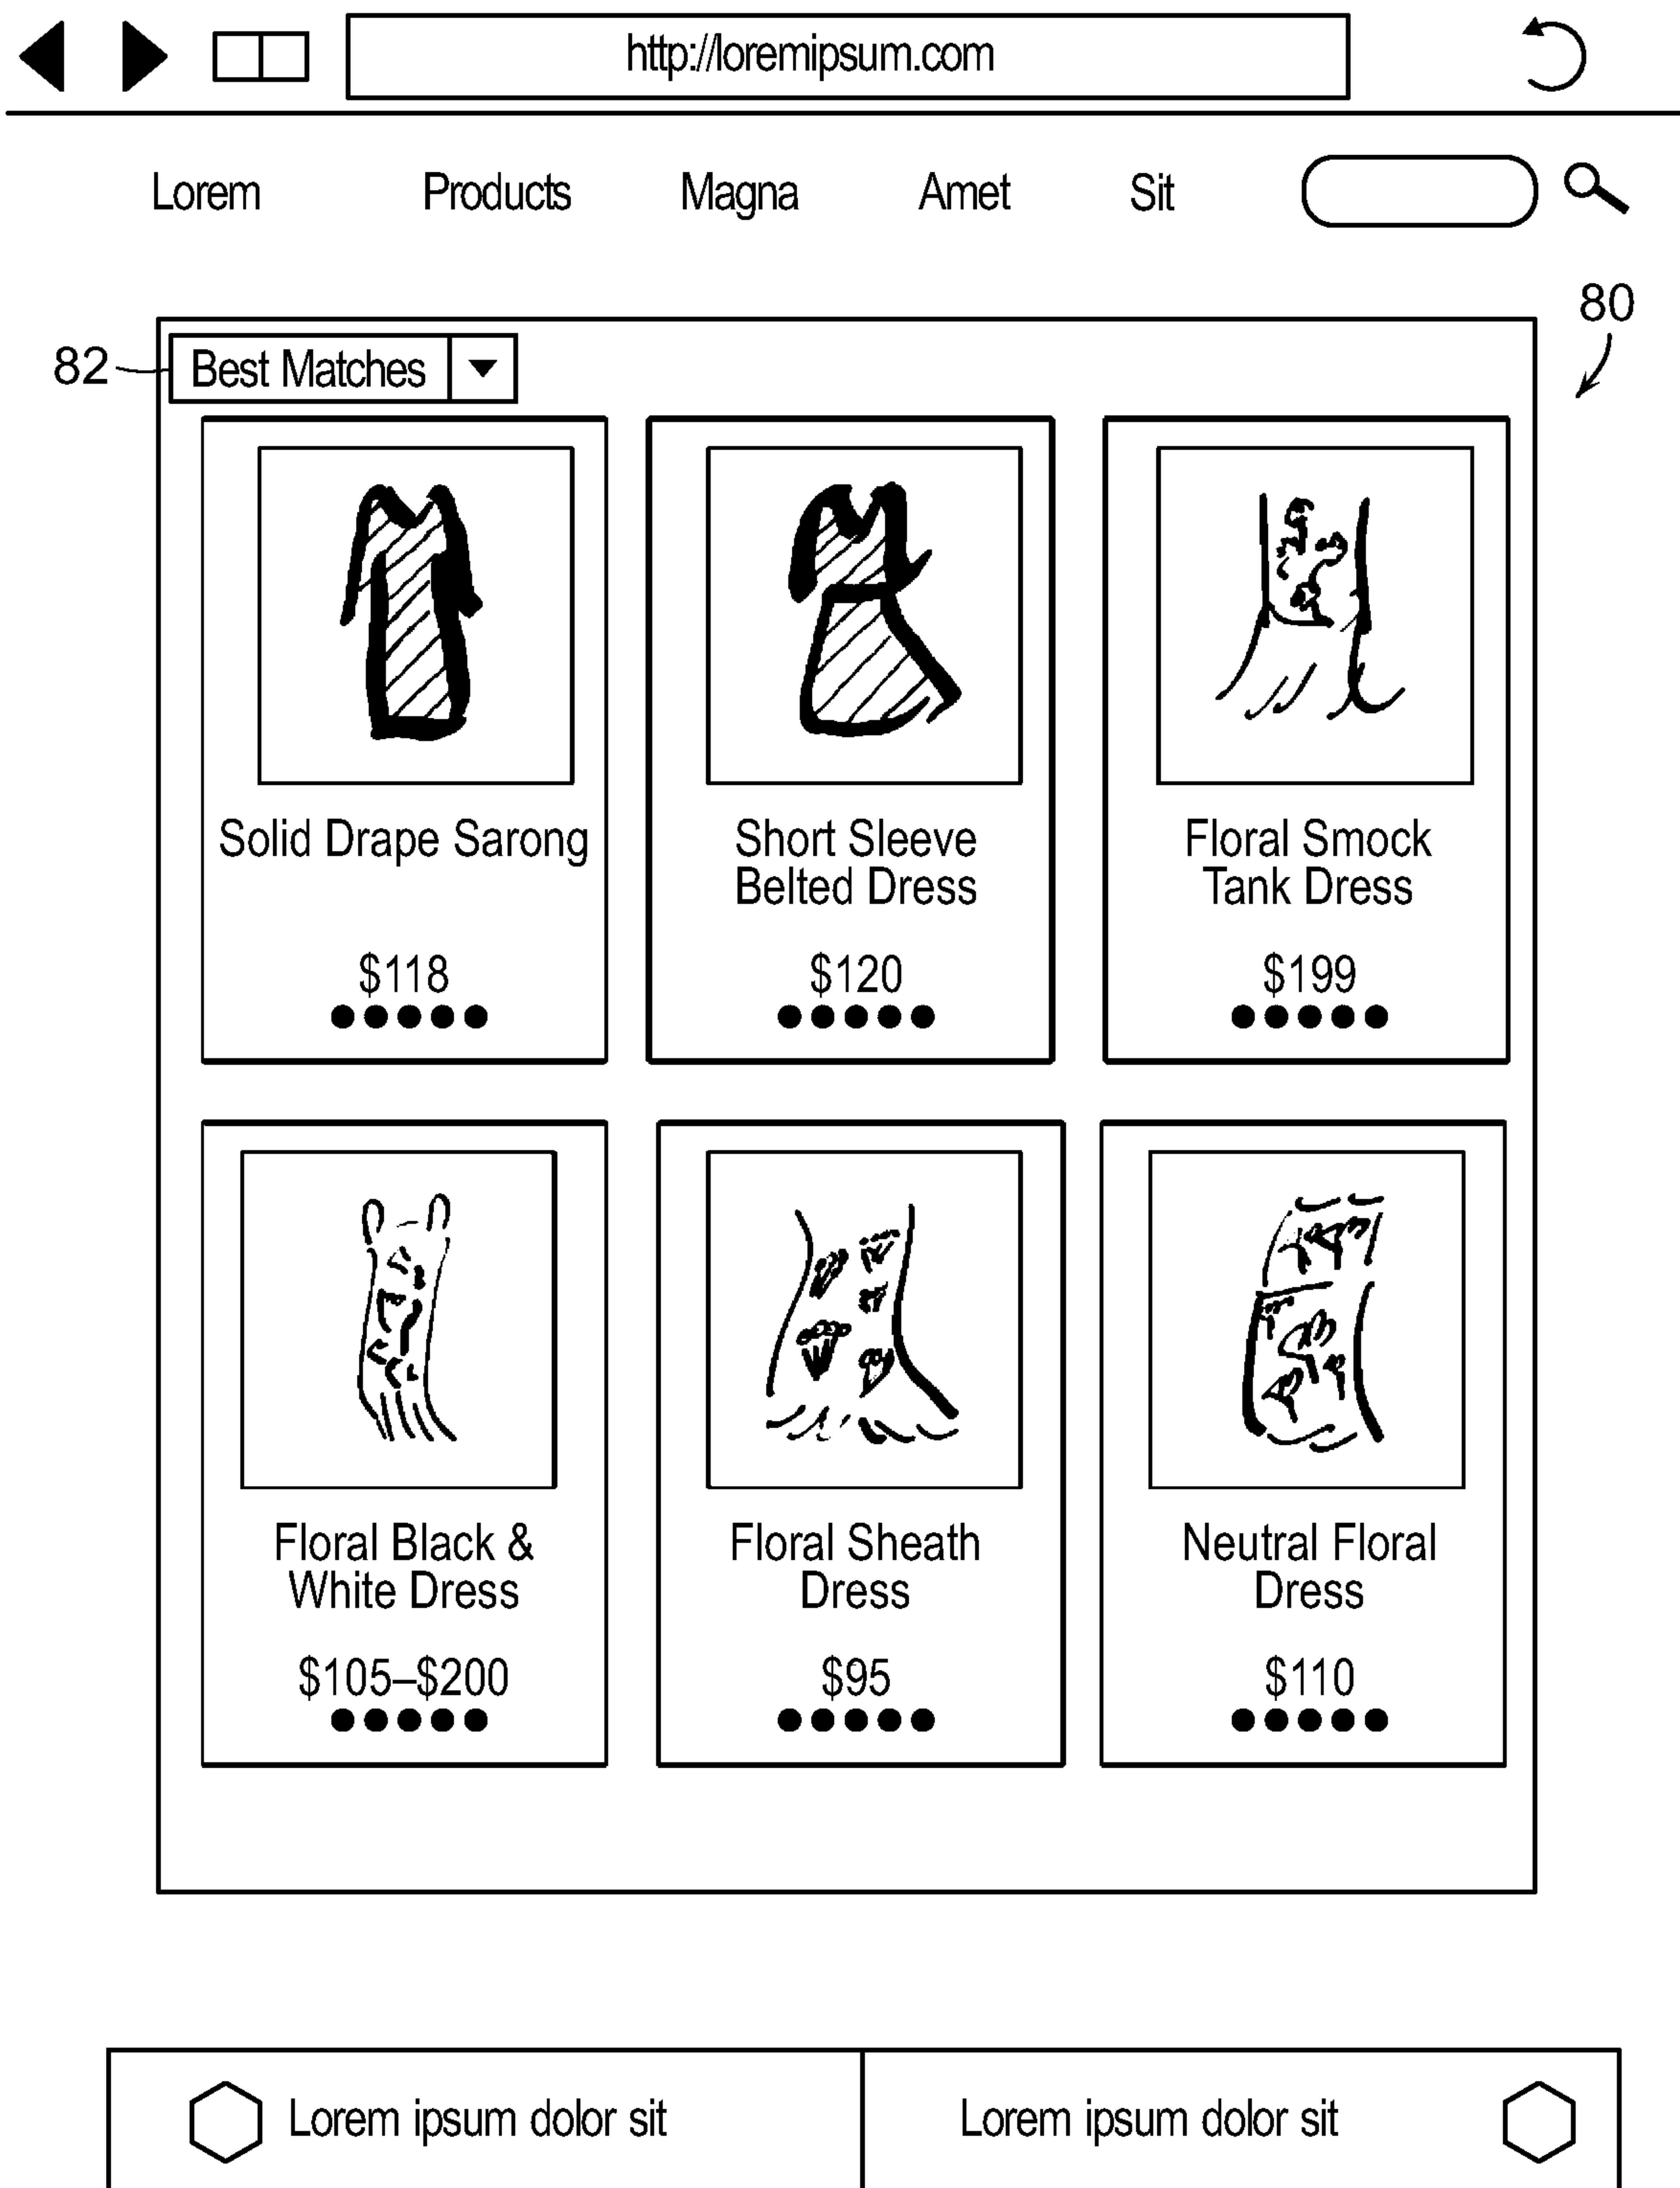 http://loremipsum.com
Lorem Products Magna Amet Sit
80
82
Best Matches
Solid Drape Sarong
$118
Short Sleeve
Belted Dress
$120
Floral Smock
Tank Dress
$199
Floral Black &
White Dress
$105–$200
Floral Sheath
Dress
$95
Neutral Floral
Dress
$110
Lorem ipsum dolor sit
Lorem ipsum dolor sit